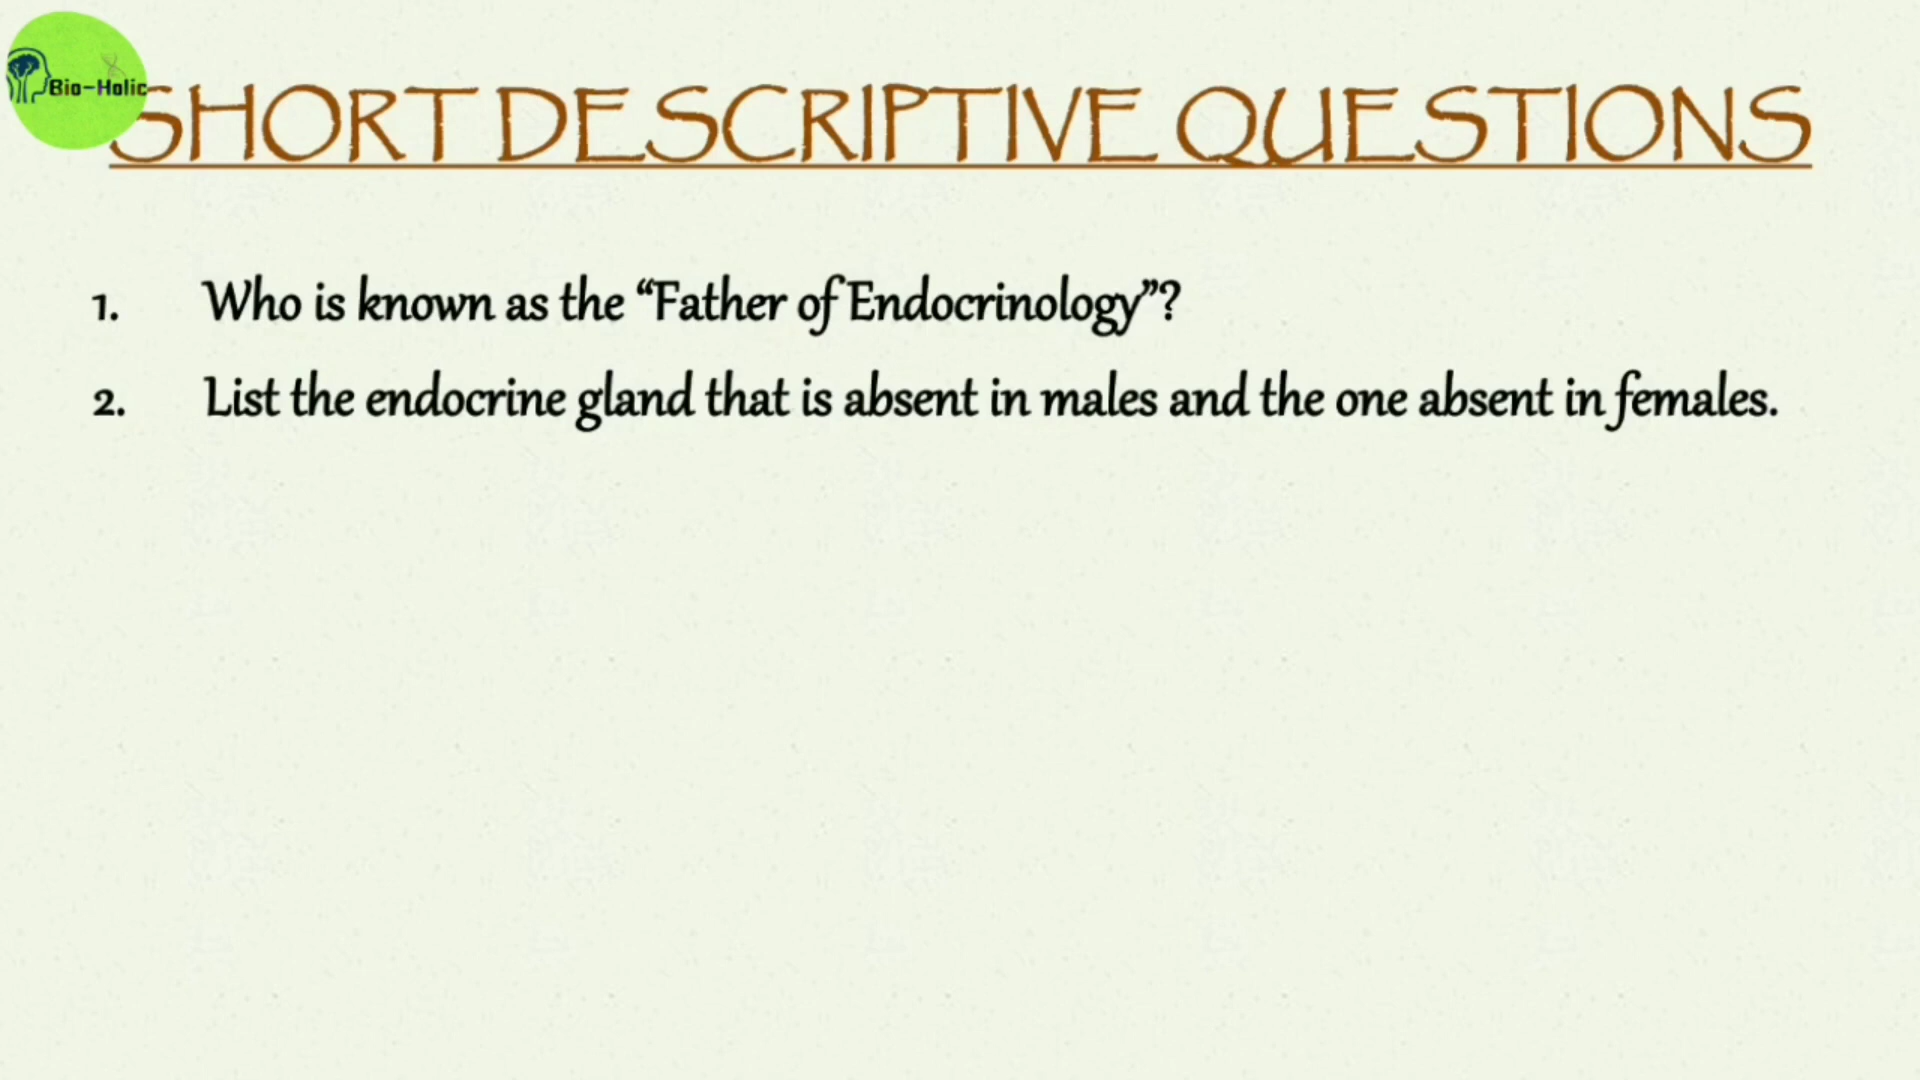 Bio-Holic
SHORT DESCRIPTIVE QUESTIONS
1. Who is known as the “Father of Endocrinology”?
2. List the endocrine gland that is absent in males and the one absent in females.